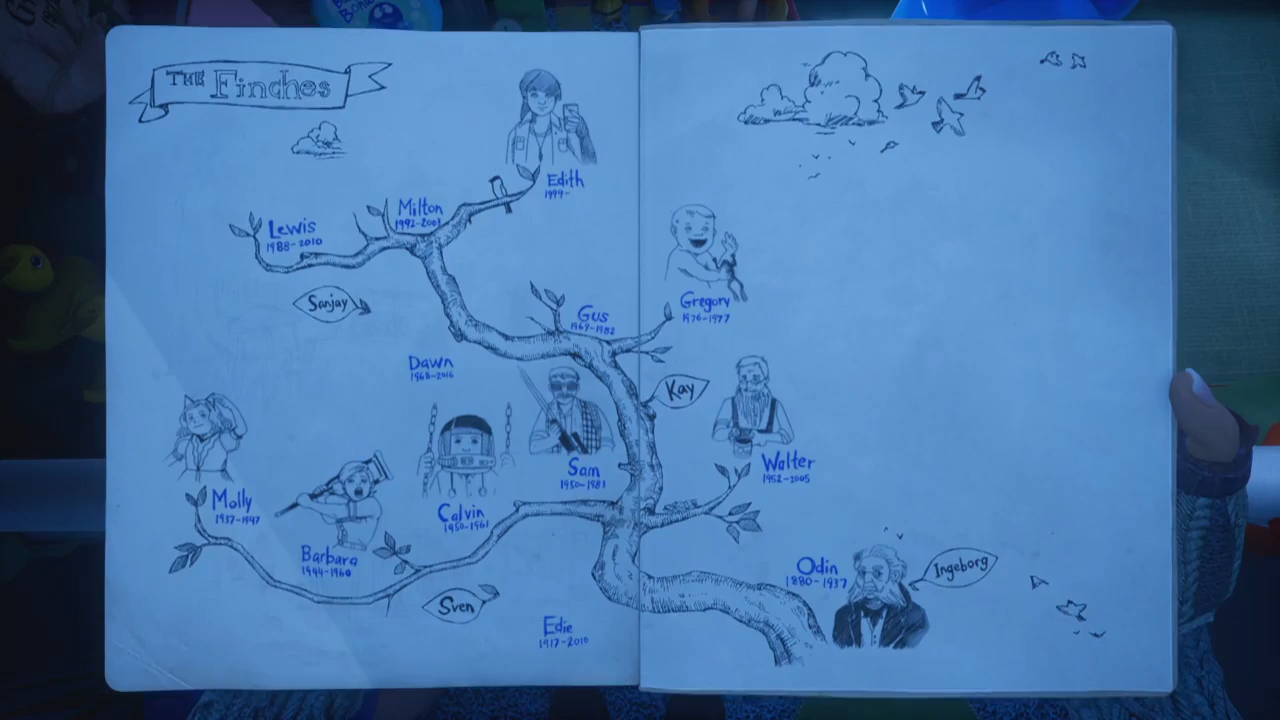 THE Finches
Edith
1999-
Milton
Lewis
1988-2010
Sanjay
Gregory
1976-1977
Gus
1969-1982
Dawn
1968-2016
Kay
Sam
1950-1983
Walter
1952-2005
Molly
1937-1947
Calvin
1950-1961
Barbara
1944-1960
Sven
Odin
1880-1937
Ingeborg
Edie
1917-2010